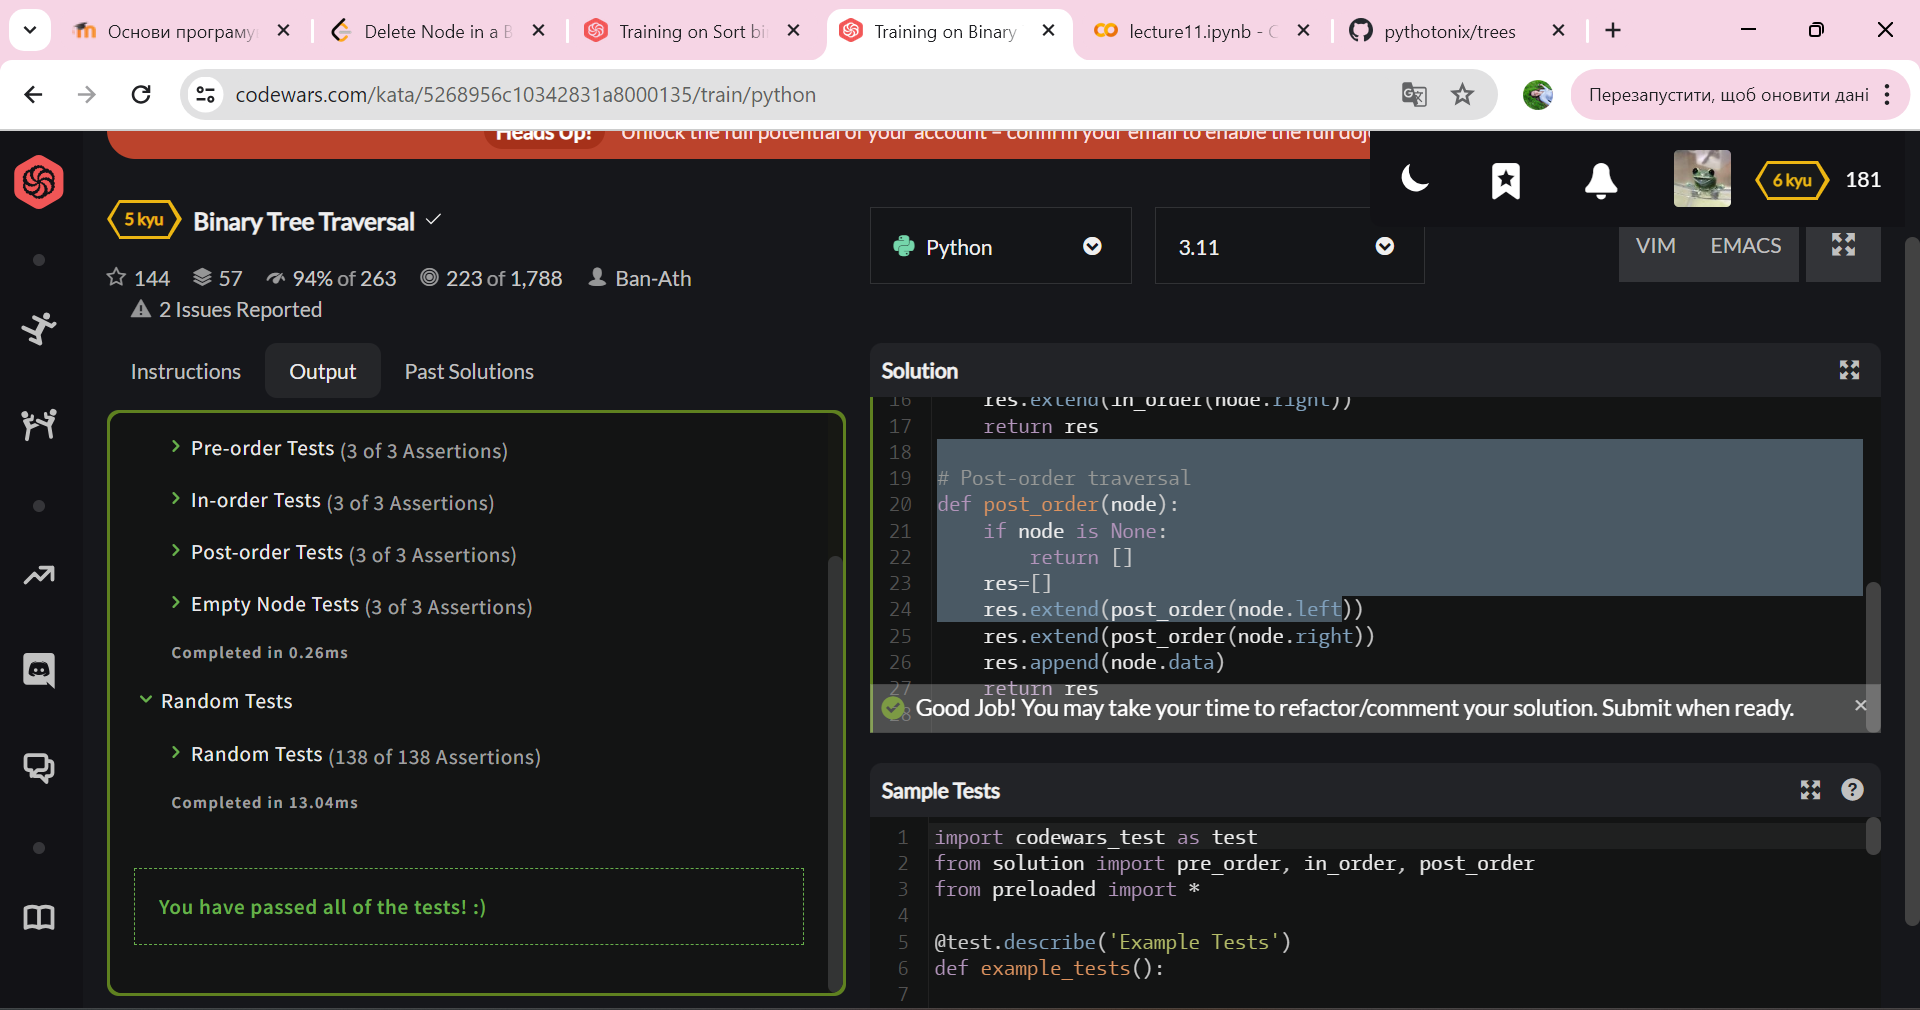 Основи програму
Delete Node in a B
Training on Sort bi
Training on Binary
lecture11.ipynb - C
pythotonix/trees
codewars.com/kata/5268956c10342831a8000135/train/python
Перезапустити, щоб оновити дані
Heads Up! Unlock the full potential of your account – confirm your email to enable the full doj
6 kyu 181
5 kyu Binary Tree Traversal
Python
3.11
VIM EMACS
144 57 94% of 263 223 of 1,788 Ban-Ath
2 Issues Reported
Instructions Output Past Solutions
Pre-order Tests (3 of 3 Assertions)
In-order Tests (3 of 3 Assertions)
Post-order Tests (3 of 3 Assertions)
Empty Node Tests (3 of 3 Assertions)
Completed in 0.26ms
Random Tests
Random Tests (138 of 138 Assertions)
Completed in 13.04ms
You have passed all of the tests! :)
Solution
16 res.extend(in_order(node.right))
17 return res
18
19 # Post-order traversal
20 def post_order(node):
21 if node is None:
22 return []
23 res=[]
24 res.extend(post_order(node.left))
25 res.extend(post_order(node.right))
26 res.append(node.data)
27 return res
28
Good Job! You may take your time to refactor/comment your solution. Submit when ready.
Sample Tests
1 import codewars_test as test
2 from solution import pre_order, in_order, post_order
3 from preloaded import *
4
5 @test.describe('Example Tests')
6 def example_tests():
7